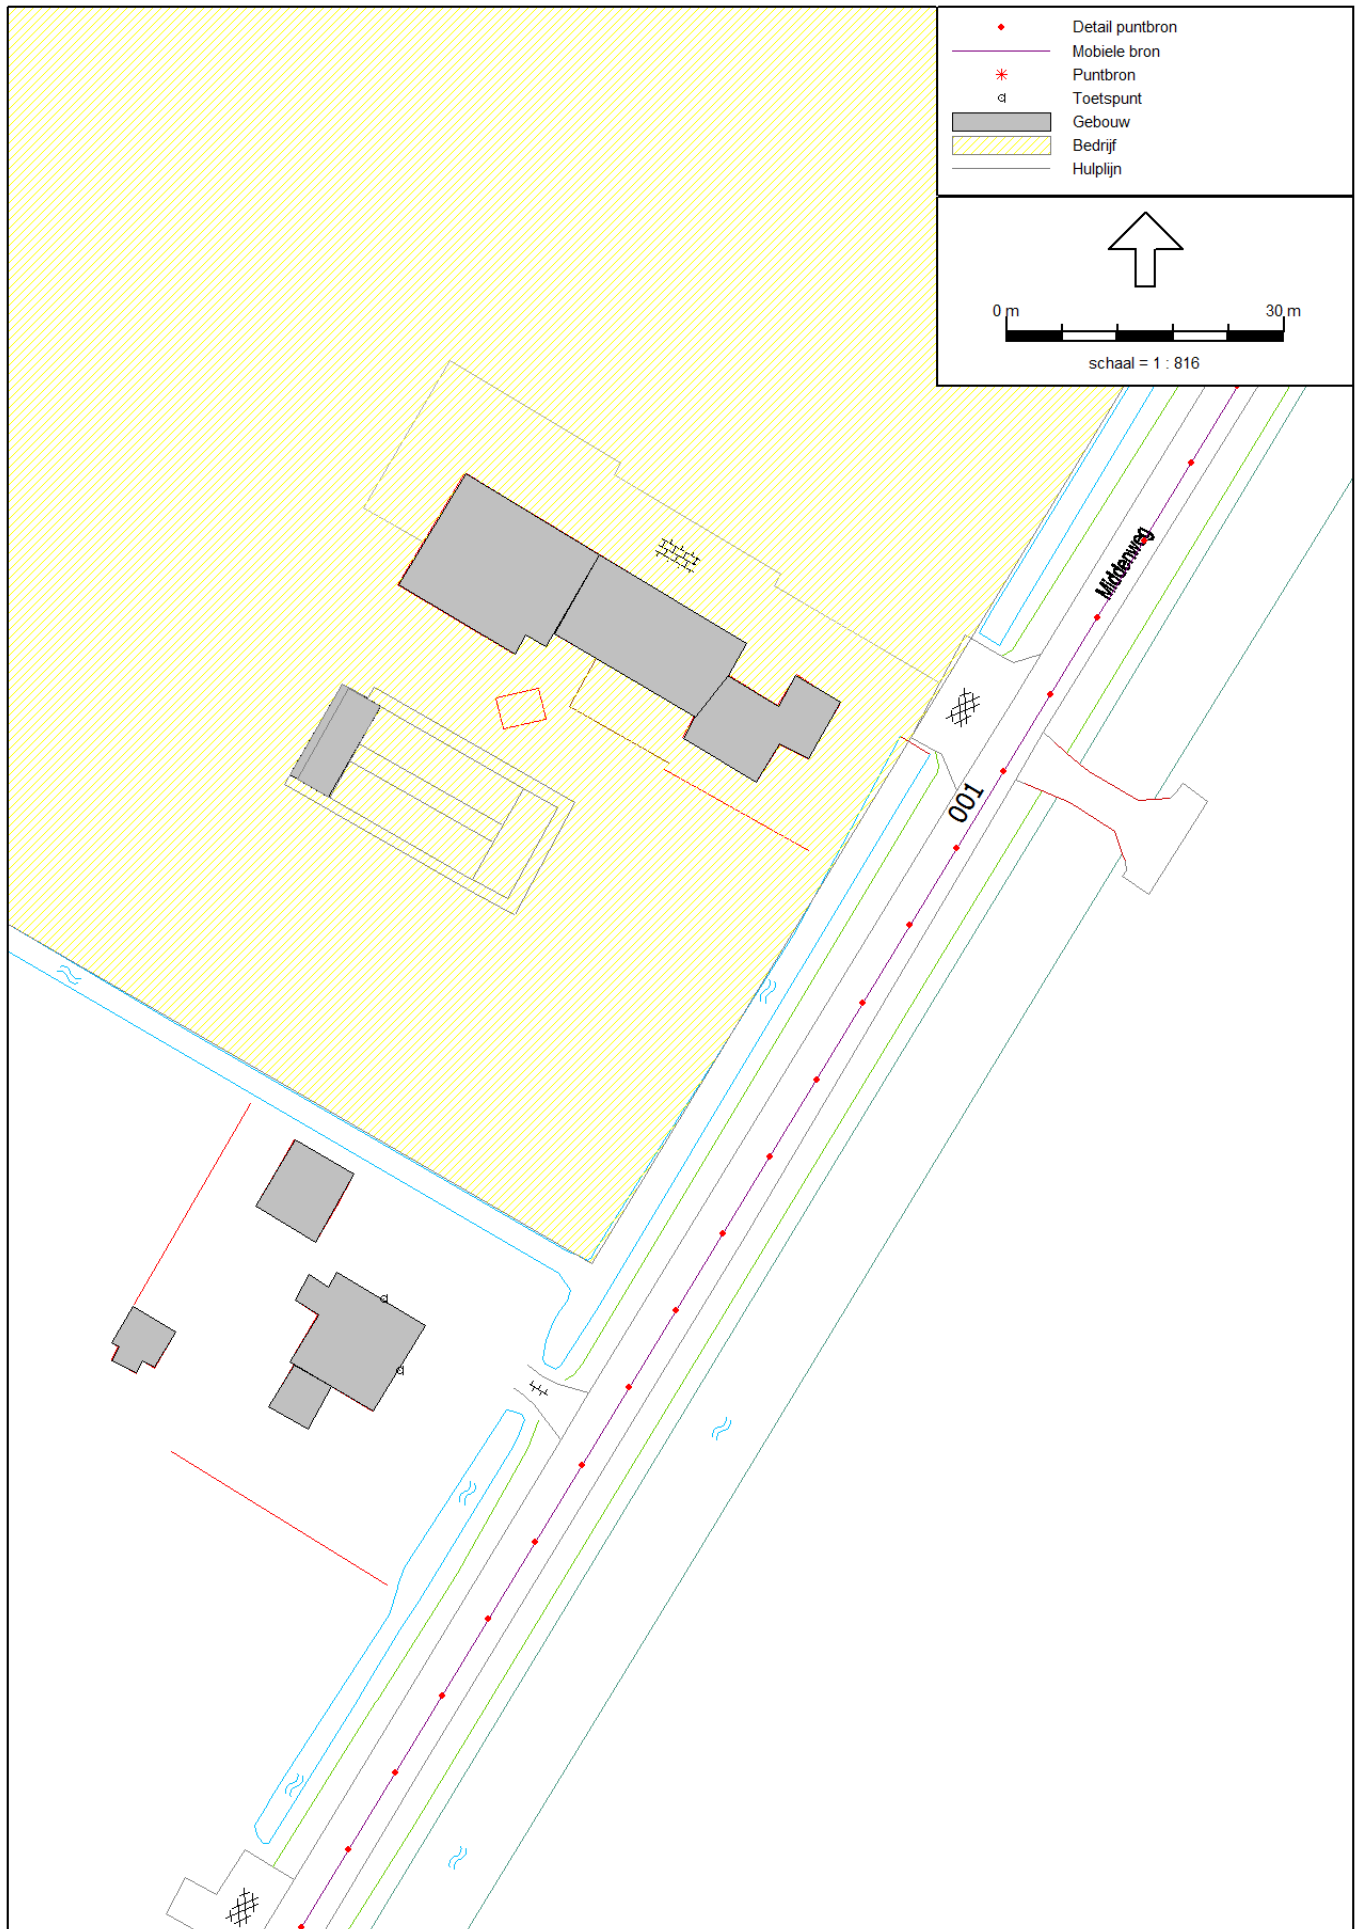 Detail puntbron
Mobiele bron
Puntbron
Toetspunt
Gebouw
Bedrijf
Hulplijn
0 m 30 m
schaal = 1 : 816
Middenweg
001